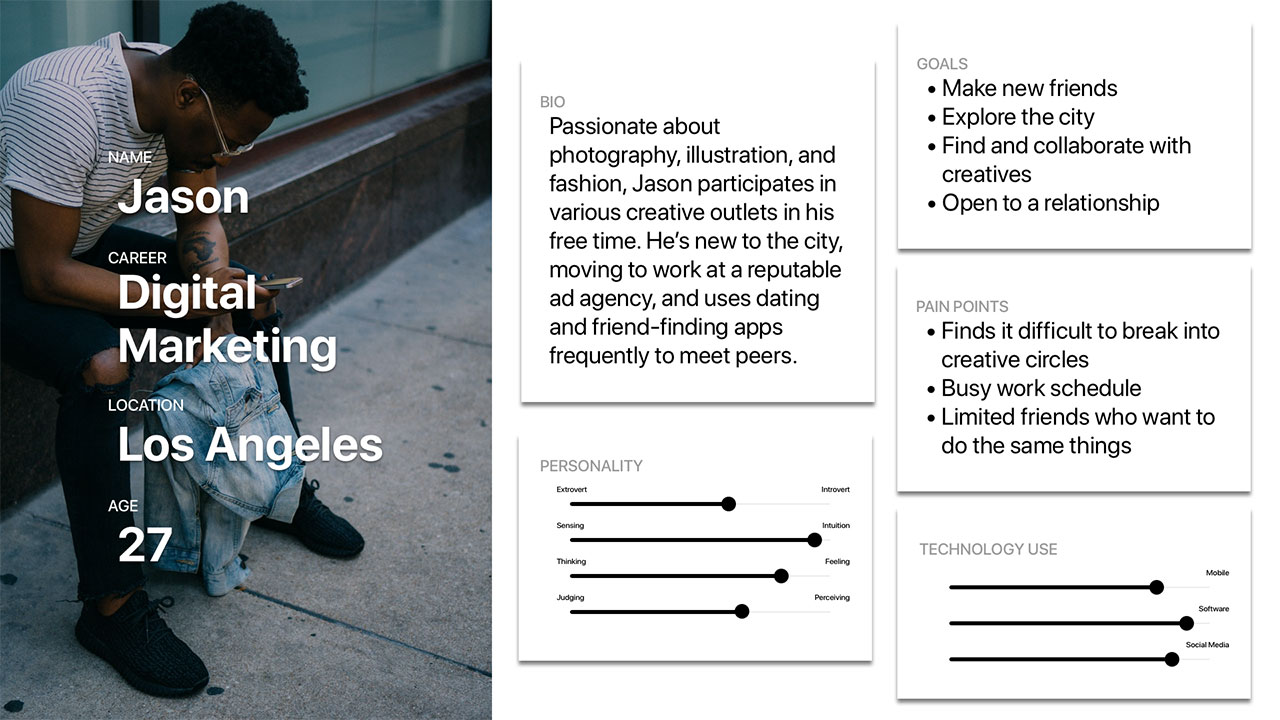 NAME
Jason
CAREER
Digital
Marketing
LOCATION
Los Angeles
AGE
27
BIO
Passionate about
photography, illustration, and
fashion, Jason participates in
various creative outlets in his
free time. He’s new to the city,
moving to work at a reputable
ad agency, and uses dating
and friend-finding apps
frequently to meet peers.
PERSONALITY
Extrovert Introvert
Sensing Intuition
Thinking Feeling
Judging Perceiving
GOALS
• Make new friends
• Explore the city
• Find and collaborate with
creatives
• Open to a relationship
PAIN POINTS
• Finds it difficult to break into
creative circles
• Busy work schedule
• Limited friends who want to
do the same things
TECHNOLOGY USE
Mobile
Software
Social Media